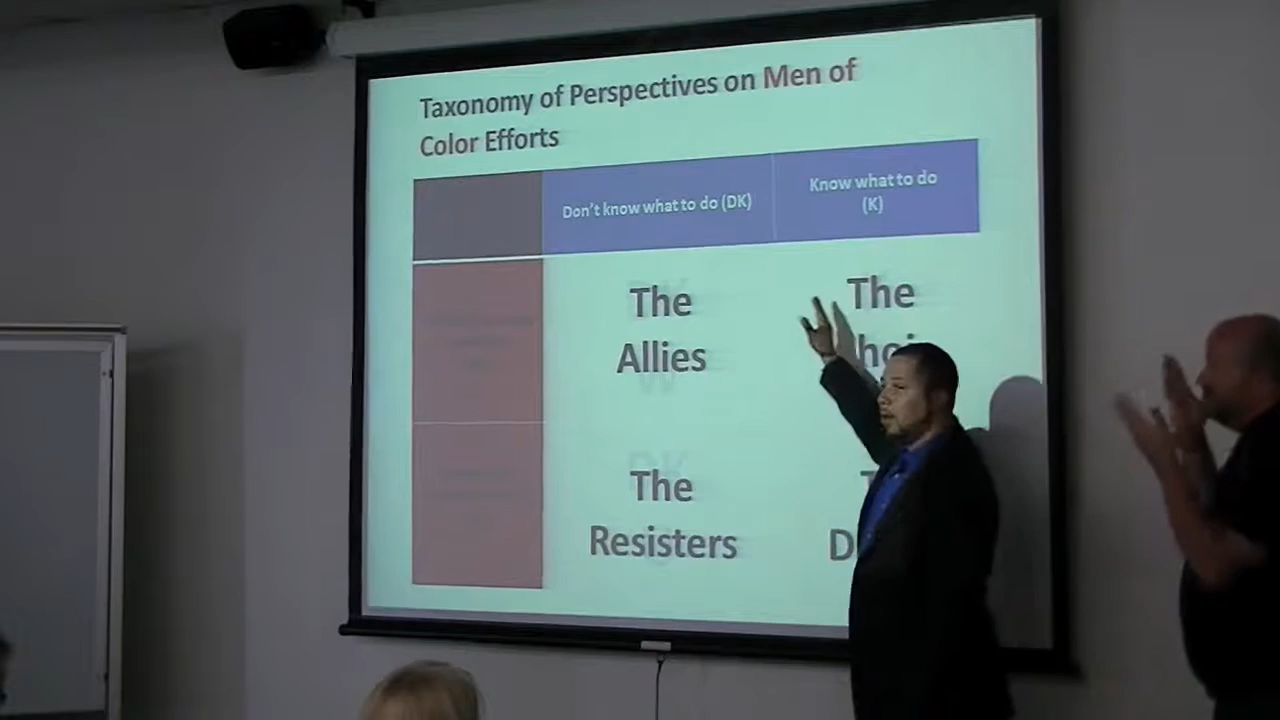 Taxonomy of Perspectives on Men of
Color Efforts
Don't know what to do (DK)
Know what to do
(K)
The
Allies
The
The
Resisters